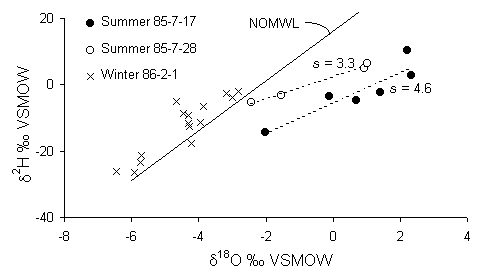 20
0
-20
-40
-8
-6
-4
-2
0
2
4
δ²H ‰ VSMOW
δ¹⁸O ‰ VSMOW
Summer 85-7-17
Summer 85-7-28
Winter 86-2-1
NOMWL
s = 3.3
s = 4.6